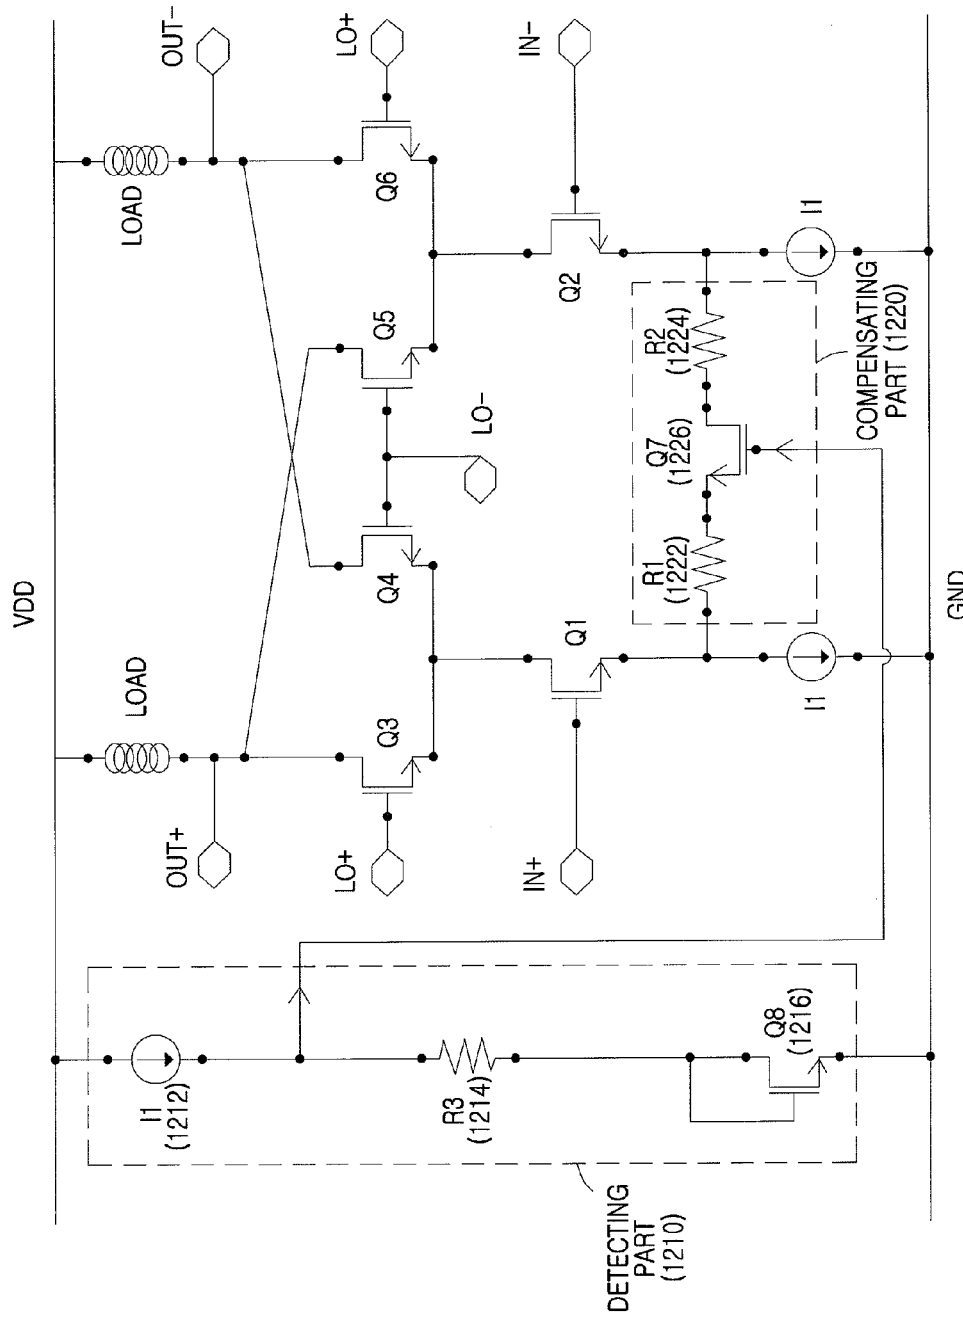 VDD
LOAD
LOAD
OUT+
OUT−
LO+
Q3
Q4
Q5
Q6
LO+
LO−
IN+
Q1
Q2
IN−
I1
(1212)
R3
(1214)
Q8
(1216)
DETECTING
PART
(1210)
R1
(1222)
Q7
(1226)
R2
(1224)
COMPENSATING
PART (1220)
I1
I1
GND